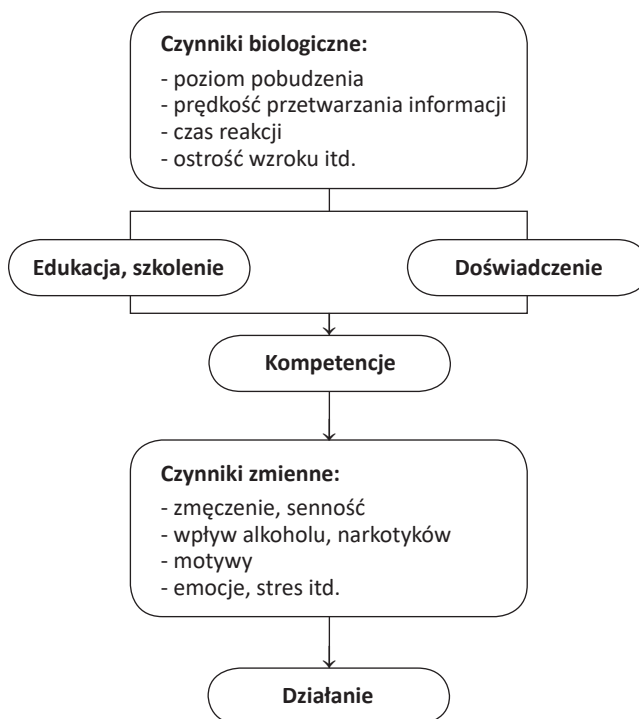 Czynniki biologiczne:
- poziom pobudzenia
- prędkość przetwarzania informacji
- czas reakcji
- ostrość wzroku itd.
Edukacja, szkolenie
Doświadczenie
Kompetencje
Czynniki zmienne:
- zmęczenie, senność
- wpływ alkoholu, narkotyków
- motywy
- emocje, stres itd.
Działanie